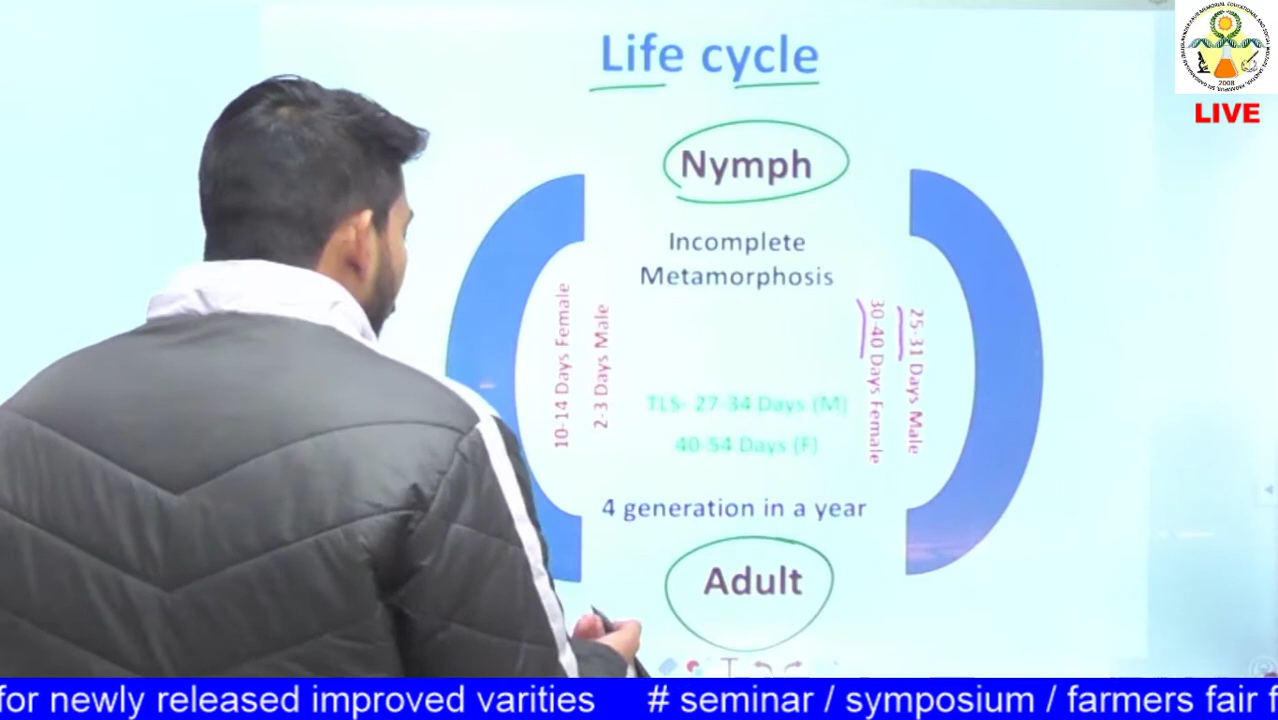 Life cycle
Nymph
Incomplete
Metamorphosis
10-14 Days Female
2-3 Days Male
30-40 Days Female
25-31 Days Male
TLS- 27-34 Days (M)
40-54 Days (F)
4 generation in a year
Adult
2008
LIVE
for newly released improved varities # seminar / symposium / farmers fair f